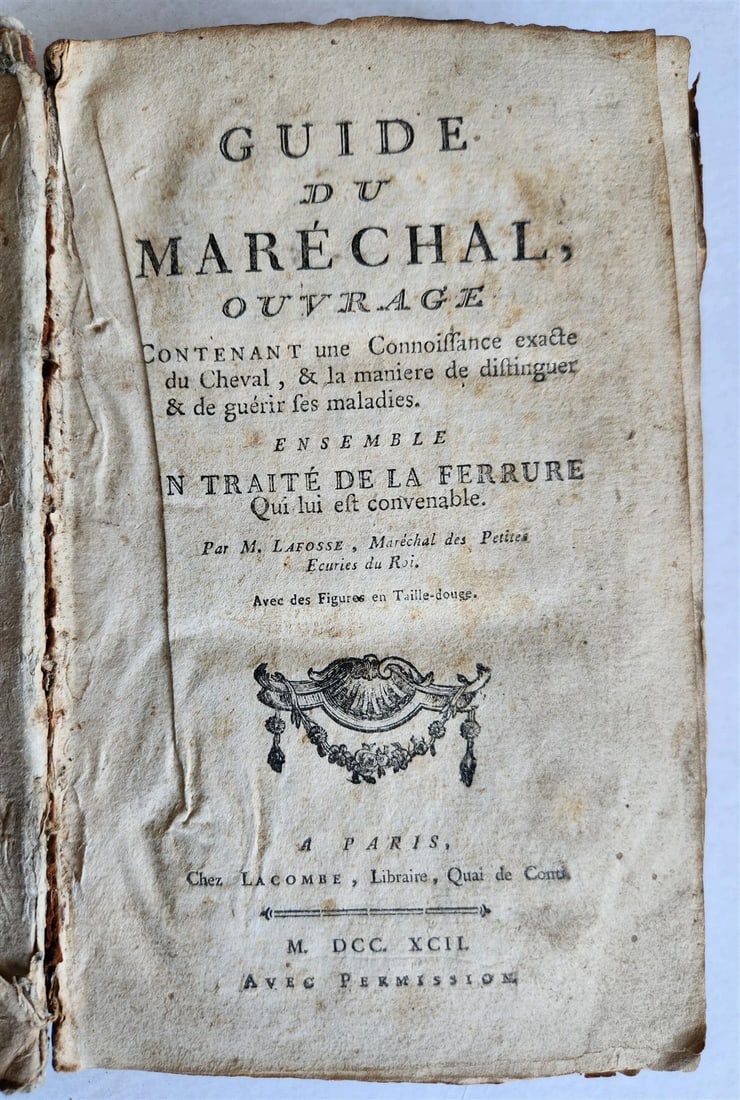 GUIDE
DU
MARÉCHAL,
OUVRAGE
CONTENANT une Connoiſſance exacte
du Cheval, & la maniere de diſtinguer
& de guérir ſes maladies.
ENSEMBLE
N TRAITÉ DE LA FERRURE
Qui lui eſt convenable.
Par M. LAFOSSE, Maréchal des Petites
Ecuries du Roi.
Avec des Figures en Taille-douge.
A PARIS,
Chez LACOMBE, Libraire, Quai de Conti.
M. DCC. XCII.
AVEC PERMISSION.